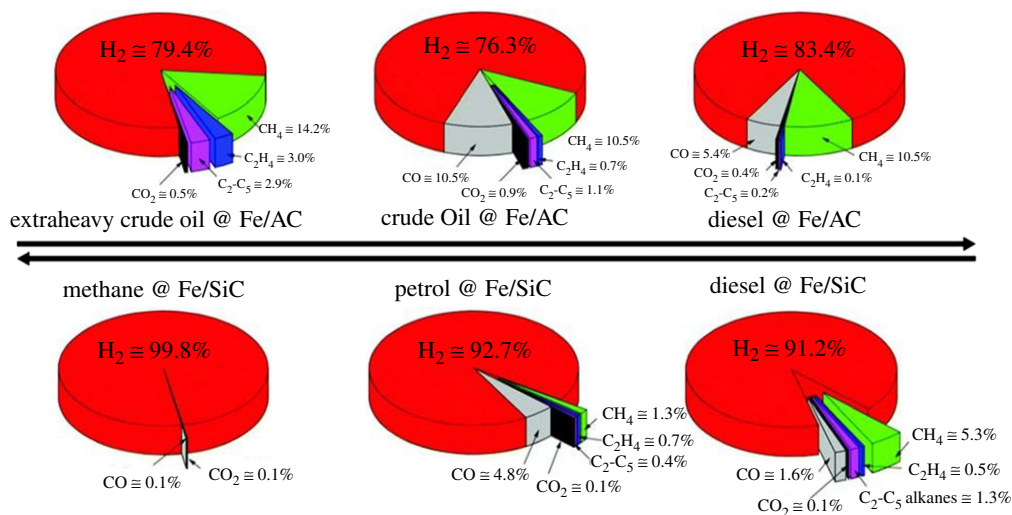 H₂ ≅ 79.4%
CH₄ ≅ 14.2%
C₂H₄ ≅ 3.0%
C₂-C₅ ≅ 2.9%
CO₂ ≅ 0.5%
extraheavy crude oil @ Fe/AC
H₂ ≅ 76.3%
CH₄ ≅ 10.5%
C₂H₄ ≅ 0.7%
CO ≅ 10.5%
C₂-C₅ ≅ 1.1%
CO₂ ≅ 0.9%
crude Oil @ Fe/AC
H₂ ≅ 83.4%
CO ≅ 5.4%
CH₄ ≅ 10.5%
CO₂ ≅ 0.4%
C₂H₄ ≅ 0.1%
C₂-C₅ ≅ 0.2%
diesel @ Fe/AC
methane @ Fe/SiC
H₂ ≅ 99.8%
CO₂ ≅ 0.1%
CO ≅ 0.1%
petrol @ Fe/SiC
H₂ ≅ 92.7%
CH₄ ≅ 1.3%
C₂H₄ ≅ 0.7%
C₂-C₅ ≅ 0.4%
CO ≅ 4.8%
CO₂ ≅ 0.1%
diesel @ Fe/SiC
H₂ ≅ 91.2%
CH₄ ≅ 5.3%
C₂H₄ ≅ 0.5%
CO ≅ 1.6%
C₂-C₅ alkanes ≅ 1.3%
CO₂ ≅ 0.1%